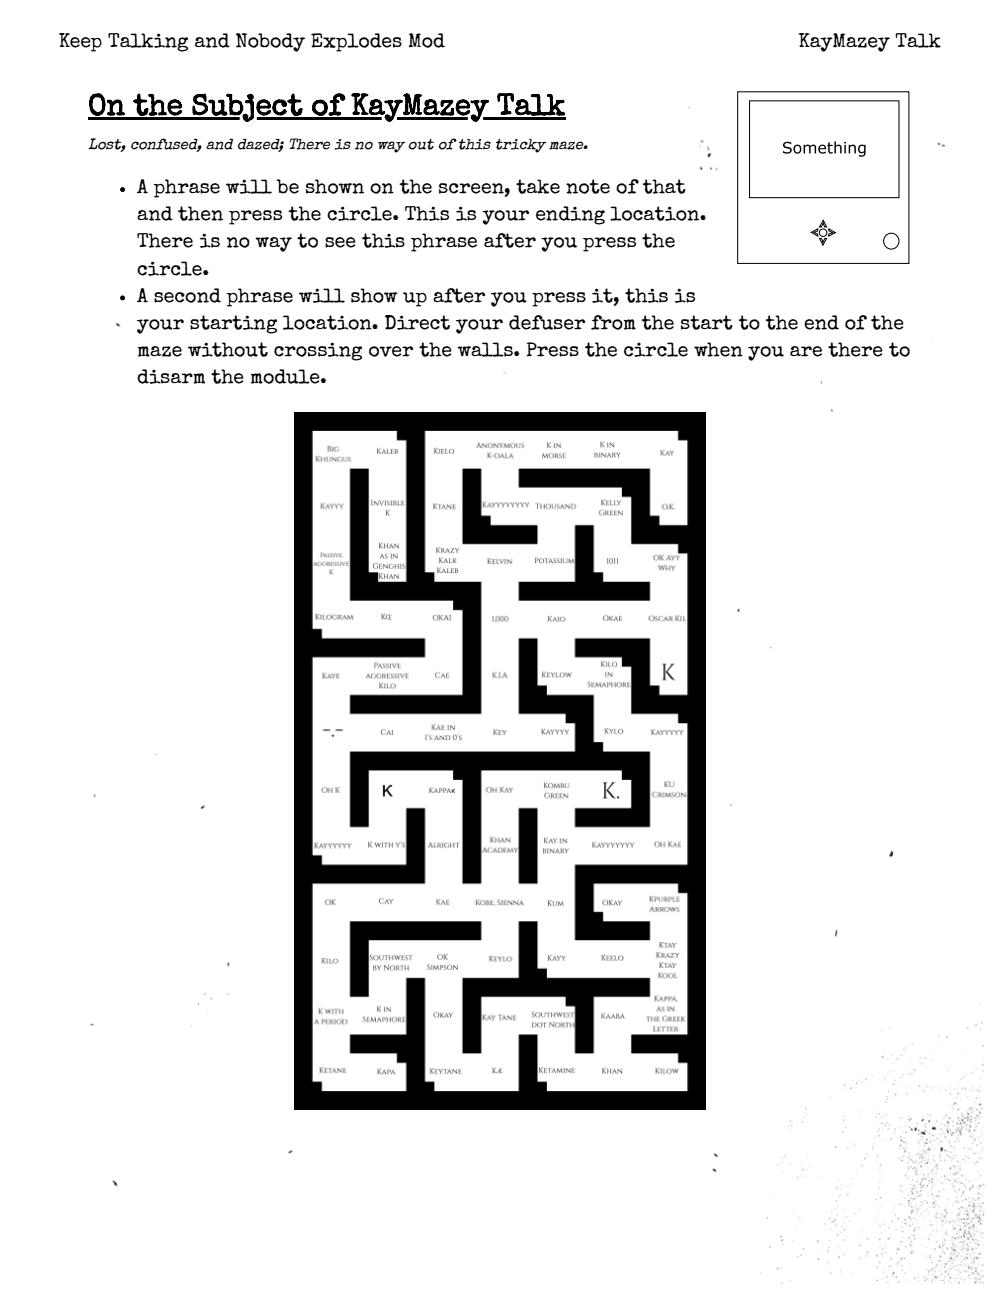 Keep Talking and Nobody Explodes Mod
KayMazey Talk
On the Subject of KayMazey Talk
Lost, confused, and dazed; There is no way out of this tricky maze.
Something
• A phrase will be shown on the screen, take note of that
and then press the circle. This is your ending location.
There is no way to see this phrase after you press the
circle.
• A second phrase will show up after you press it, this is
your starting location. Direct your defuser from the start to the end of the
maze without crossing over the walls. Press the circle when you are there to
disarm the module.
BIG KHUNGUS KALEB KIELO ANONYMOUS K-OALA K IN MORSE K IN BINARY KAY
KAYYY INVISIBLE K KTANE KAYYYYYYYY THOUSAND KELLY GREEN O.K.
PASSIVE AGGRESSIVE K KHAN AS IN GENGHIS KHAN KRAZY KALK KALEB KELVIN POTASSIUM 1011 OK AYY WHY
KILOGRAM KŒ OKAI 1,000 KAIO OKAE OSCAR KIL
KAYE PASSIVE AGGRESSIVE KILO CAE K.I.A KEYLOW KILO IN SEMAPHORE K
-.- CAI KAE IN 1'S AND 0'S KEY KAYYYY KYLO KAYYYYY
OH K K KAPPAK OH KAY KOMBU GREEN K. KU CRIMSON
KAYYYYYY K WITH Y'S ALRIGHT KHAN ACADEMY KAY IN BINARY KAYYYYYYY OH KAE
OK CAY KAE KOBE, SIENNA KUM OKAY KPURPLE ARROWS
KILO SOUTHWEST BY NORTH OK SIMPSON KEYLO KAYY KEELO KTAY KRAZY KTAY KOOL
K WITH A PERIOD K IN SEMAPHORE OKAY KAY TANE SOUTHWEST DOT NORTH KAABA KAPPA, AS IN THE GREEK LETTER
KETANE KAPA KEYTANE KÆ KETAMINE KHAN KILOW